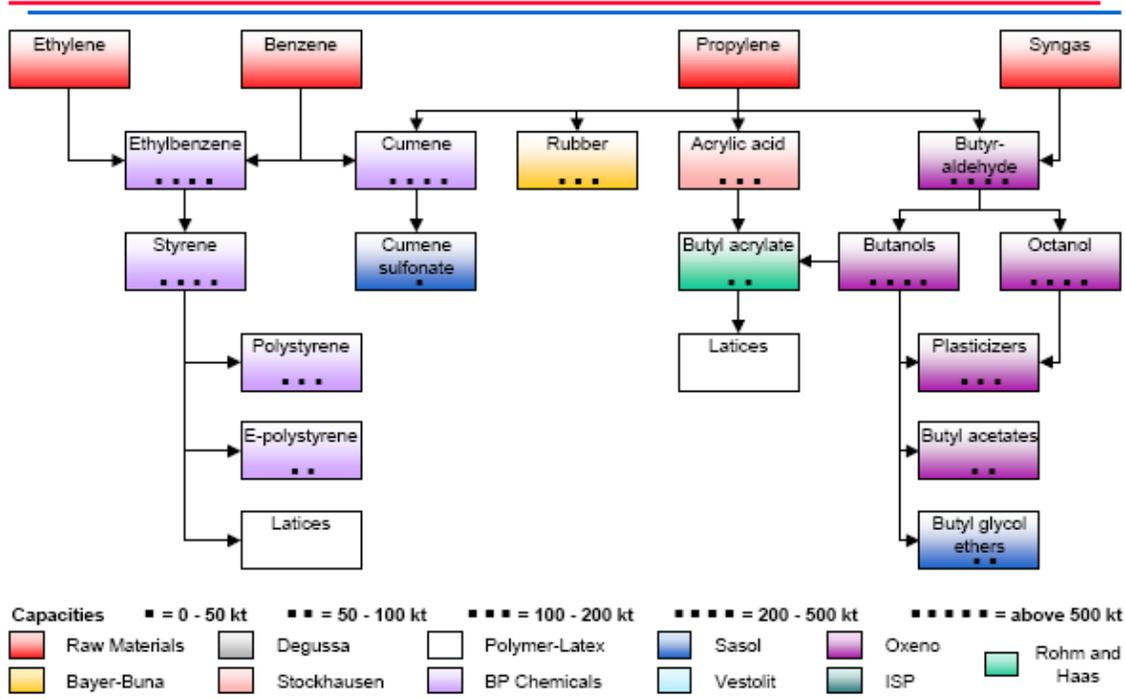 Ethylene
Benzene
Propylene
Syngas
Ethylbenzene
Cumene
Rubber
Acrylic acid
Butyr-
aldehyde
Styrene
Cumene
sulfonate
Butyl acrylate
Butanols
Octanol
Polystyrene
Latices
Plasticizers
E-polystyrene
Butyl acetates
Latices
Butyl glycol
ethers
Capacities ▪ = 0 - 50 kt ▪ ▪ = 50 - 100 kt ▪ ▪ ▪ = 100 - 200 kt ▪ ▪ ▪ ▪ = 200 - 500 kt ▪ ▪ ▪ ▪ ▪ = above 500 kt
Raw Materials Degussa Polymer-Latex Sasol Oxeno
Rohm and
Haas
Bayer-Buna Stockhausen BP Chemicals Vestolit ISP